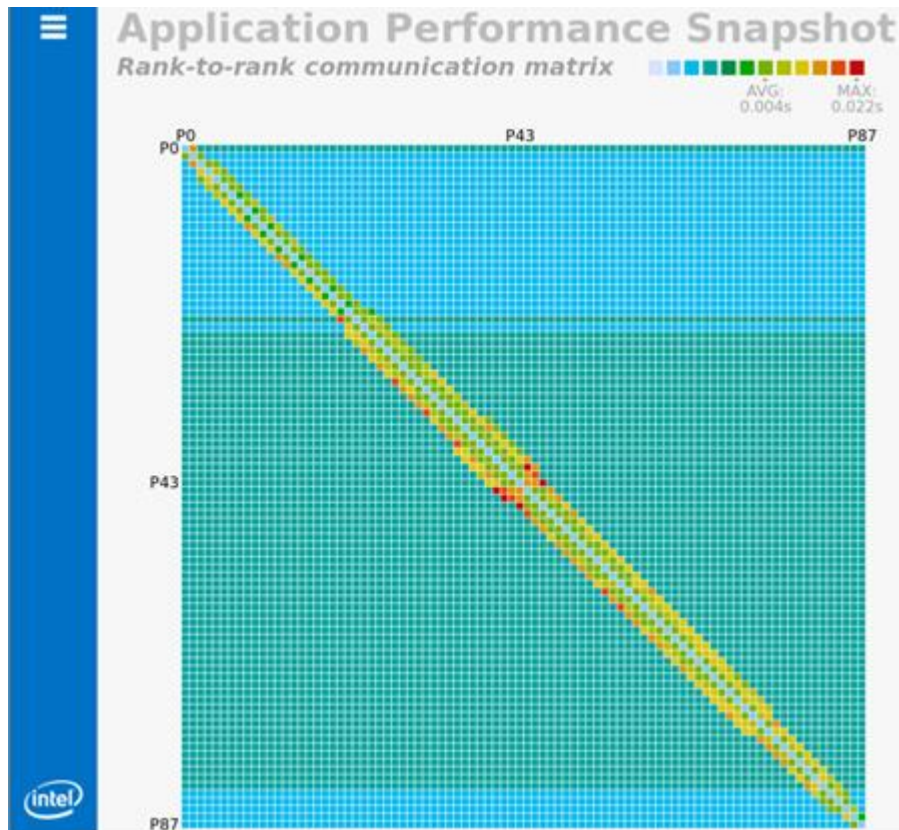 Application Performance Snapshot
Rank-to-rank communication matrix
AVG: MAX:
0.004s 0.022s
P0 P43 P87
P0
P43
P87
intel